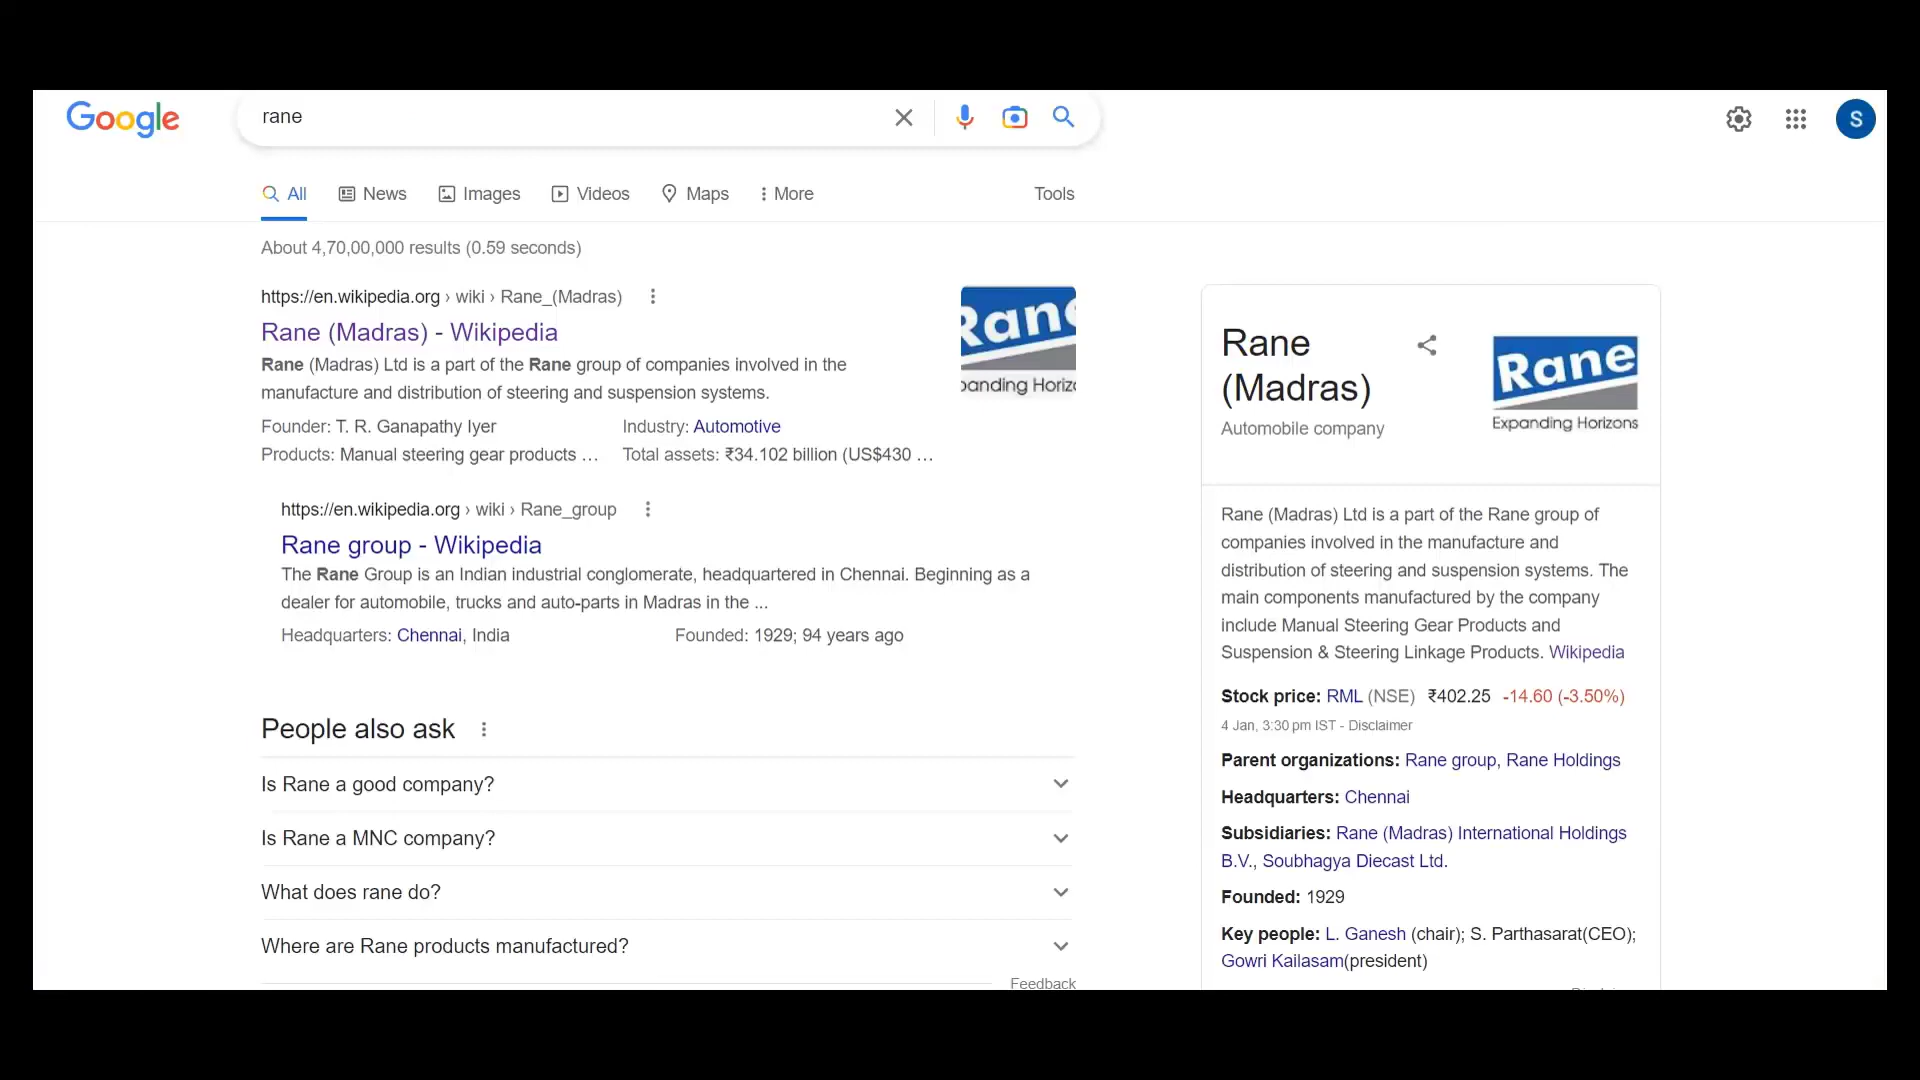 Google
rane
All
News
Images
Videos
Maps
More
Tools
About 4,70,00,000 results (0.59 seconds)
https://en.wikipedia.org › wiki › Rane_(Madras)
Rane (Madras) - Wikipedia
Rane (Madras) Ltd is a part of the Rane group of companies involved in the
manufacture and distribution of steering and suspension systems.
Founder: T. R. Ganapathy Iyer
Industry: Automotive
Products: Manual steering gear products ...
Total assets: ₹34.102 billion (US$430 ...
Rane
panding Horizo
https://en.wikipedia.org › wiki › Rane_group
Rane group - Wikipedia
The Rane Group is an Indian industrial conglomerate, headquartered in Chennai. Beginning as a
dealer for automobile, trucks and auto-parts in Madras in the ...
Headquarters: Chennai, India
Founded: 1929; 94 years ago
People also ask
Is Rane a good company?
Is Rane a MNC company?
What does rane do?
Where are Rane products manufactured?
Feedback
S
Rane
(Madras)
Automobile company
Rane
Expanding Horizons
Rane (Madras) Ltd is a part of the Rane group of
companies involved in the manufacture and
distribution of steering and suspension systems. The
main components manufactured by the company
include Manual Steering Gear Products and
Suspension & Steering Linkage Products. Wikipedia
Stock price: RML (NSE) ₹402.25 -14.60 (-3.50%)
4 Jan, 3:30 pm IST - Disclaimer
Parent organizations: Rane group, Rane Holdings
Headquarters: Chennai
Subsidiaries: Rane (Madras) International Holdings
B.V., Soubhagya Diecast Ltd.
Founded: 1929
Key people: L. Ganesh (chair); S. Parthasarat(CEO);
Gowri Kailasam(president)